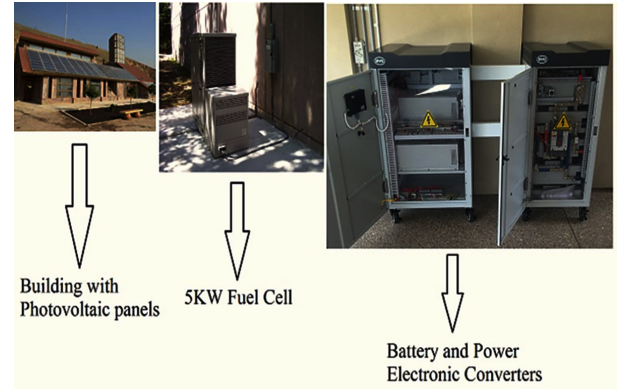 Building with
Photovoltaic panels
5KW Fuel Cell
Battery and Power
Electronic Converters